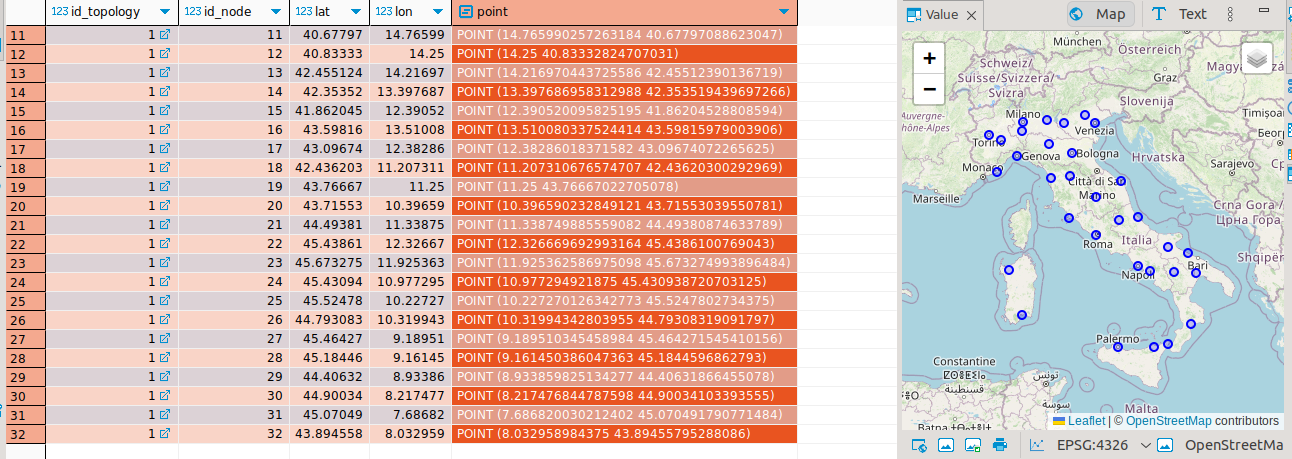 123 id_topology 123 id_node 123 lat 123 lon point
11 1 11 40.67797 14.76599 POINT (14.765990257263184 40.67797088623047)
12 1 12 40.83333 14.25 POINT (14.25 40.83332824707031)
13 1 13 42.455124 14.21697 POINT (14.216970443725586 42.45512390136719)
14 1 14 42.35352 13.397687 POINT (13.397686958312988 42.353519439697266)
15 1 15 41.862045 12.39052 POINT (12.390520095825195 41.86204528808594)
16 1 16 43.59816 13.51008 POINT (13.510080337524414 43.59815979003906)
17 1 17 43.09674 12.38286 POINT (12.38286018371582 43.09674072265625)
18 1 18 42.436203 11.207311 POINT (11.207310676574707 42.43620300292969)
19 1 19 43.76667 11.25 POINT (11.25 43.76667022705078)
20 1 20 43.71553 10.39659 POINT (10.396590232849121 43.71553039550781)
21 1 21 44.49381 11.33875 POINT (11.338749885559082 44.49380874633789)
22 1 22 45.43861 12.32667 POINT (12.326669692993164 45.4386100769043)
23 1 23 45.673275 11.925363 POINT (11.925362586975098 45.673274993896484)
24 1 24 45.43094 10.977295 POINT (10.977294921875 45.430938720703125)
25 1 25 45.52478 10.22727 POINT (10.227270126342773 45.5247802734375)
26 1 26 44.793083 10.319943 POINT (10.31994342803955 44.79308319091797)
27 1 27 45.46427 9.18951 POINT (9.189510345458984 45.464271545410156)
28 1 28 45.18446 9.16145 POINT (9.161450386047363 45.1844596862793)
29 1 29 44.40632 8.93386 POINT (8.933859825134277 44.40631866455078)
30 1 30 44.90034 8.217477 POINT (8.217476844787598 44.90034103393555)
31 1 31 45.07049 7.68682 POINT (7.686820030212402 45.070491790771484)
32 1 32 43.894558 8.032959 POINT (8.032958984375 43.89455795288086)
Value Map Text
+
−
München
Österreich
Schweiz/
Suisse/Svizzera/
Svizra
Graz
Slovenija
Auvergne-
Milano
Venezia
Torino
Genova
Bologna
Hrvatska
Sarajevo
Monaco
Città di San
Marino
Marseille
Crna Gora /
Црна Гора
Roma
Italia
Bari
Napoli
Palermo
Constantine
قسنطينة
تونس
سوسة
Malta
Leaflet | © OpenStreetMap contributors
EPSG:4326 OpenStreetMa